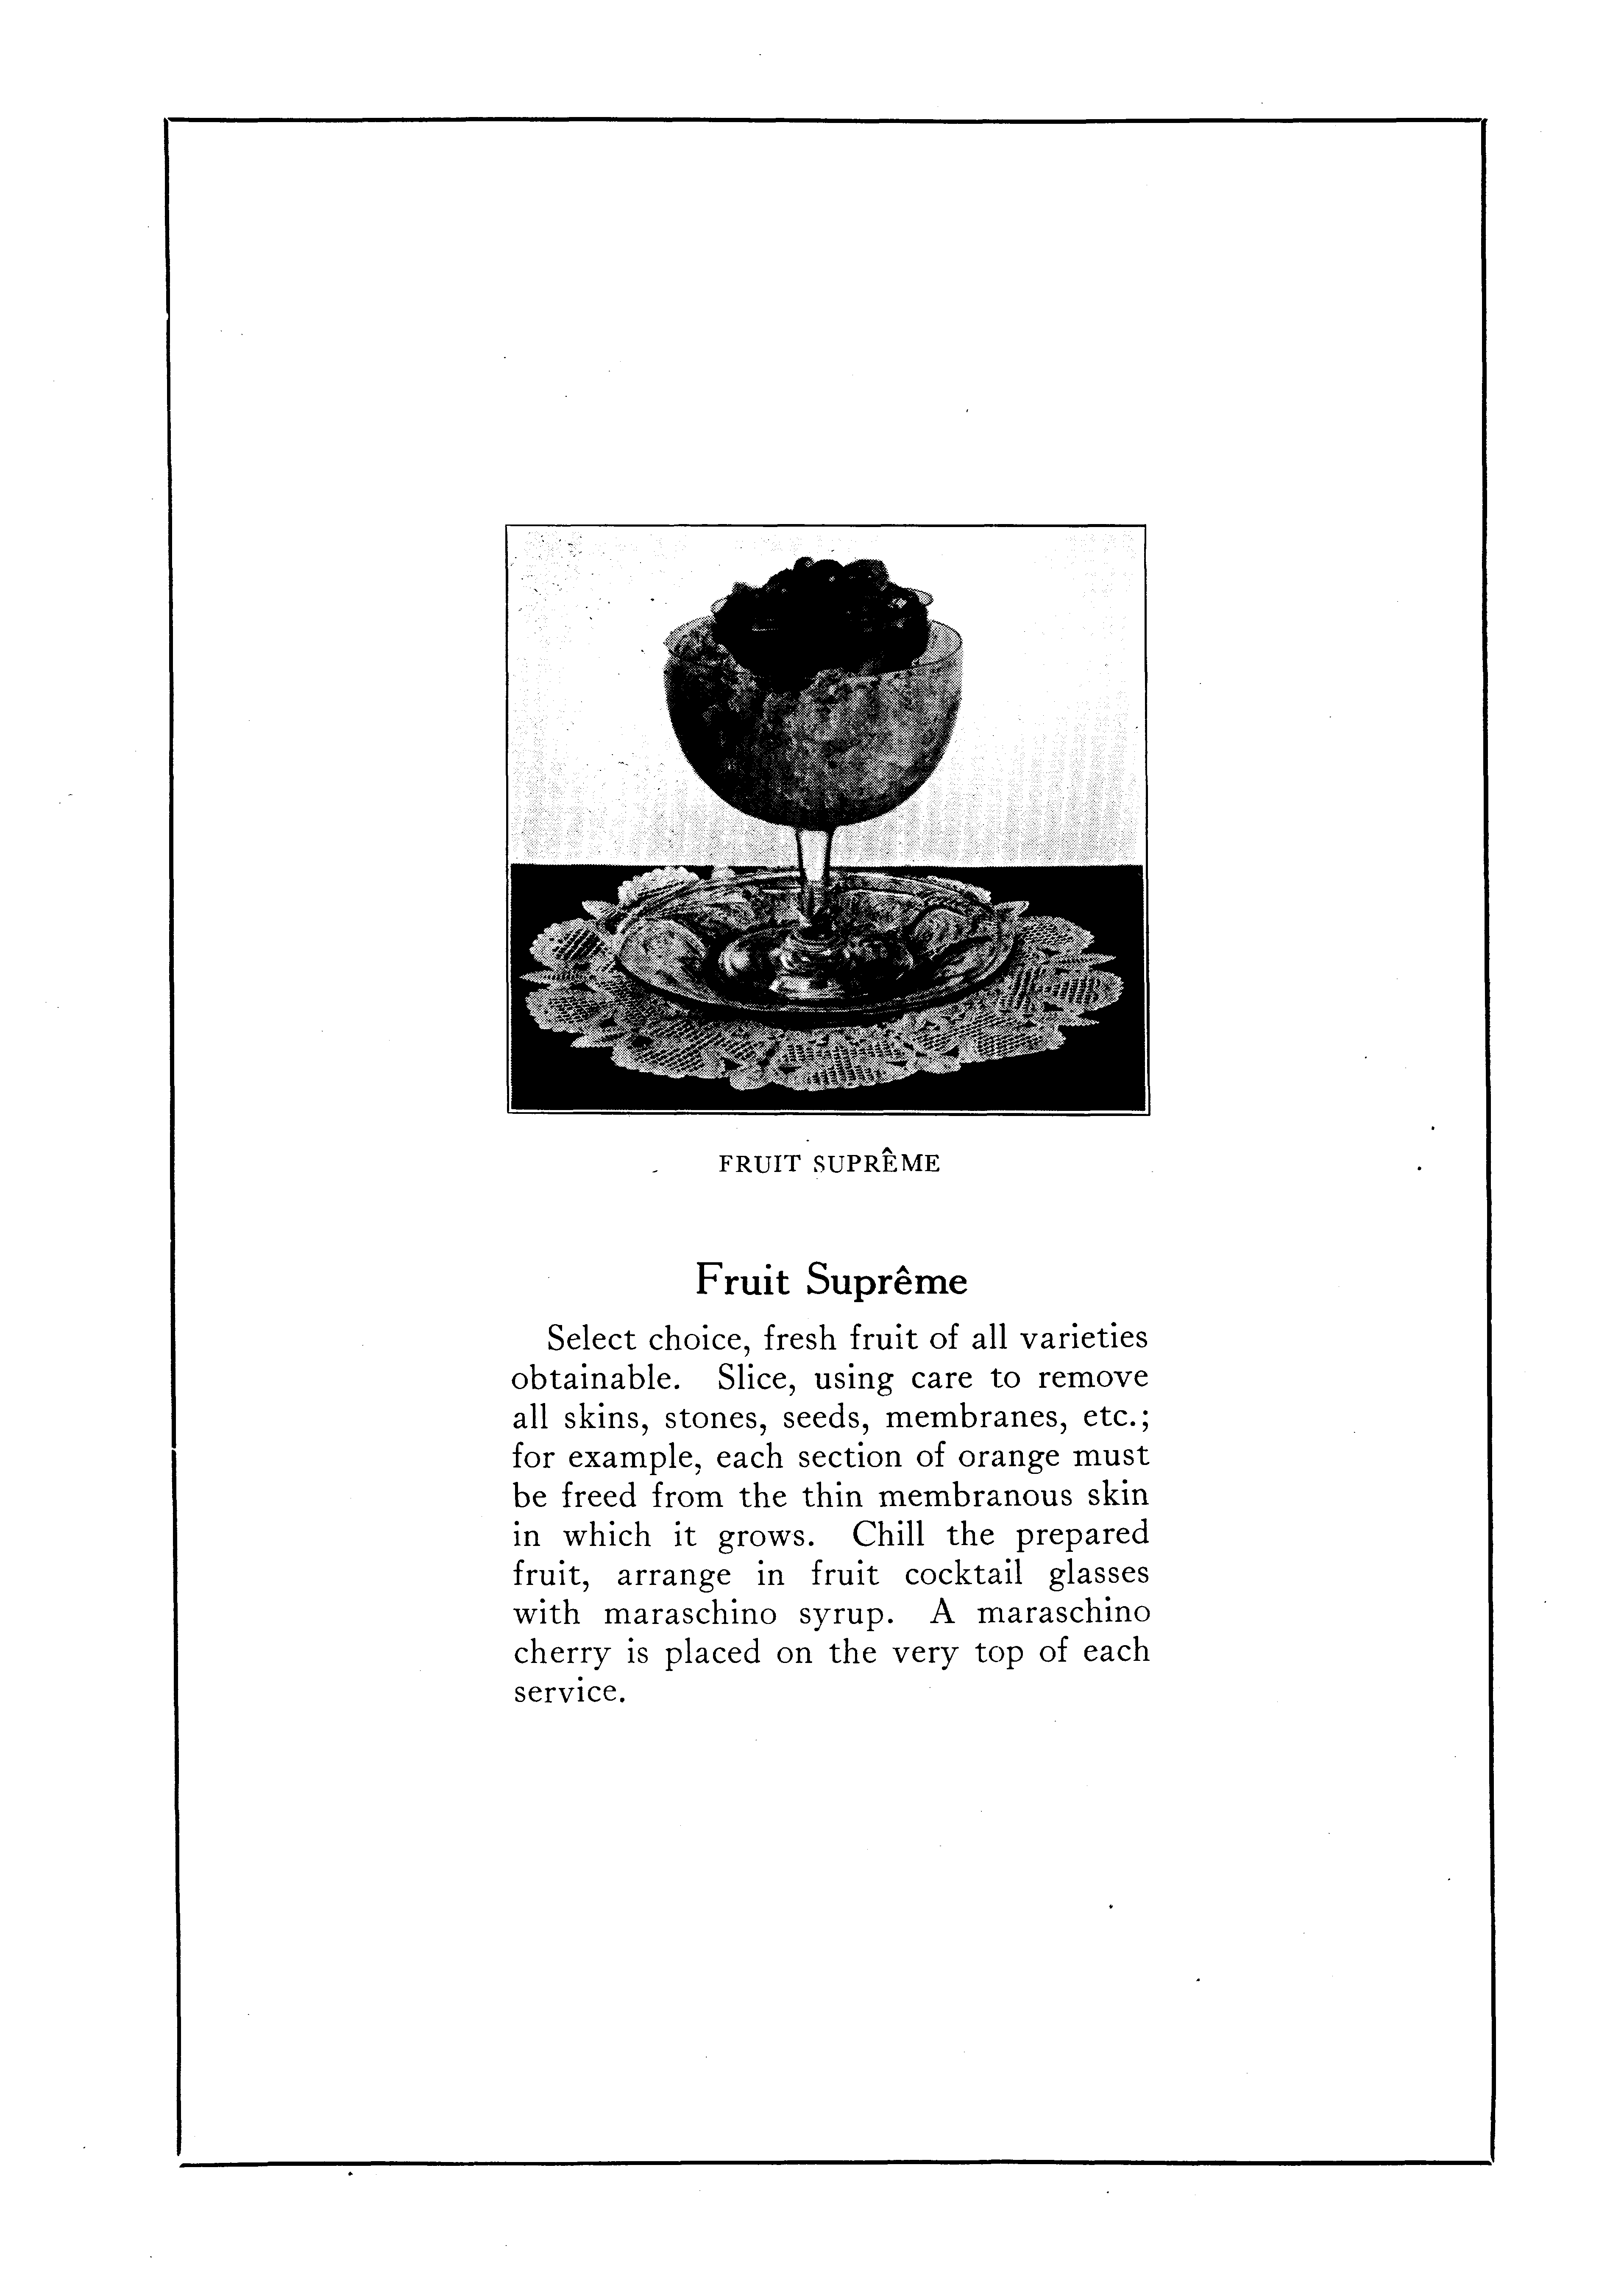 FRUIT SUPRÊME
Fruit Suprême
Select choice, fresh fruit of all varieties
obtainable. Slice, using care to remove
all skins, stones, seeds, membranes, etc.;
for example, each section of orange must
be freed from the thin membranous skin
in which it grows. Chill the prepared
fruit, arrange in fruit cocktail glasses
with maraschino syrup. A maraschino
cherry is placed on the very top of each
service.